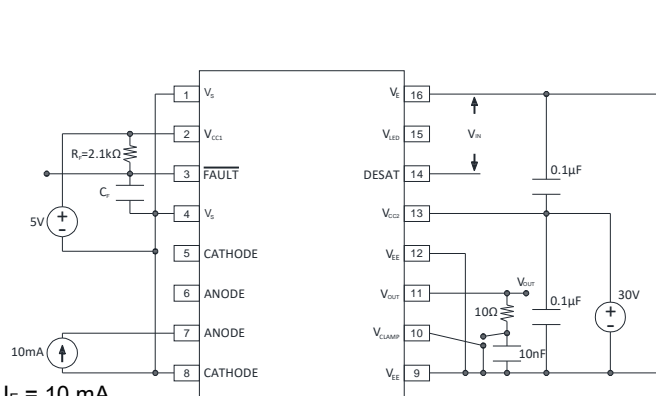 1 Vs VE 16
2 VCC1 VLED 15 VIN
RF=2.1kΩ
3 FAULT DESAT 14 0.1µF
CF
4 Vs VCC2 13
5V + -
5 CATHODE VEE 12
6 ANODE VOUT 11 VOUT
10Ω 0.1µF 30V + -
7 ANODE VCLAMP 10
10mA 10nF
8 CATHODE VEE 9
IF = 10 mA